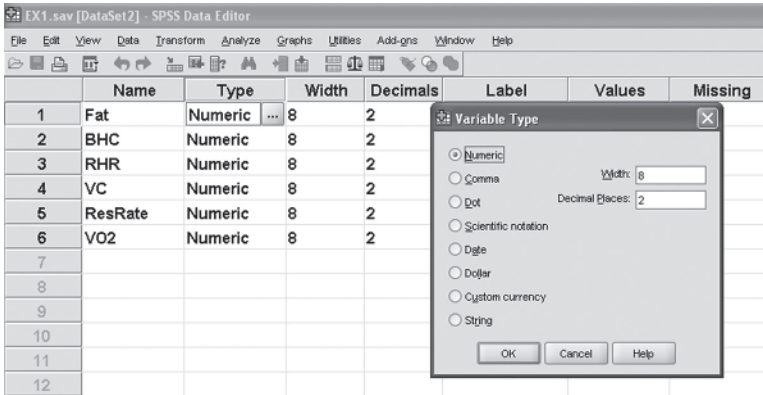 EX1.sav [DataSet2] - SPSS Data Editor
File Edit View Data Transform Analyze Graphs Utilities Add-ons Window Help
Name Type Width Decimals Label Values Missing
1 Fat Numeric ... 8 2
2 BHC Numeric 8 2
3 RHR Numeric 8 2
4 VC Numeric 8 2
5 ResRate Numeric 8 2
6 VO2 Numeric 8 2
7
8
9
10
11
12
Variable Type
Numeric
Comma
Dot
Scientific notation
Date
Dollar
Custom currency
String
Width: 8
Decimal Places: 2
OK Cancel Help